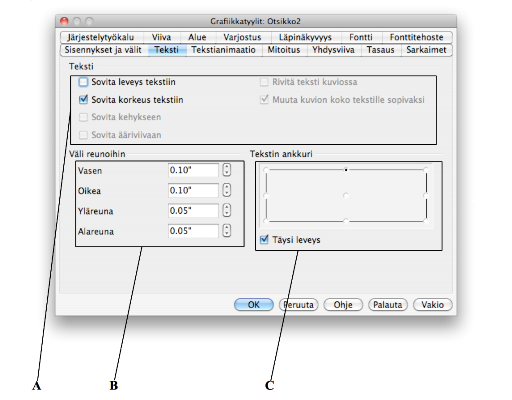 Grafiikkatyylit: Otsikko2
Järjestelytyökalu Viiva Alue Varjostus Läpinäkyvyys Fontti Fonttitehoste
Sisennykset ja välit Teksti Tekstianimaatio Mitoitus Yhdysviiva Tasaus Sarkaimet
Teksti
Sovita leveys tekstiin Rivitä teksti kuviossa
Sovita korkeus tekstiin Muuta kuvion koko tekstille sopivaksi
Sovita kehykseen
Sovita ääriviivaan
Väli reunoihin Tekstin ankkuri
Vasen 0.10"
Oikea 0.10"
Yläreuna 0.05"
Alareuna 0.05"
Täysi leveys
OK Peruuta Ohje Palauta Vakio
A B C